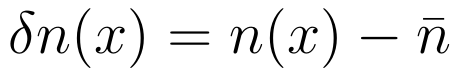 δn(x) = n(x) − n̄